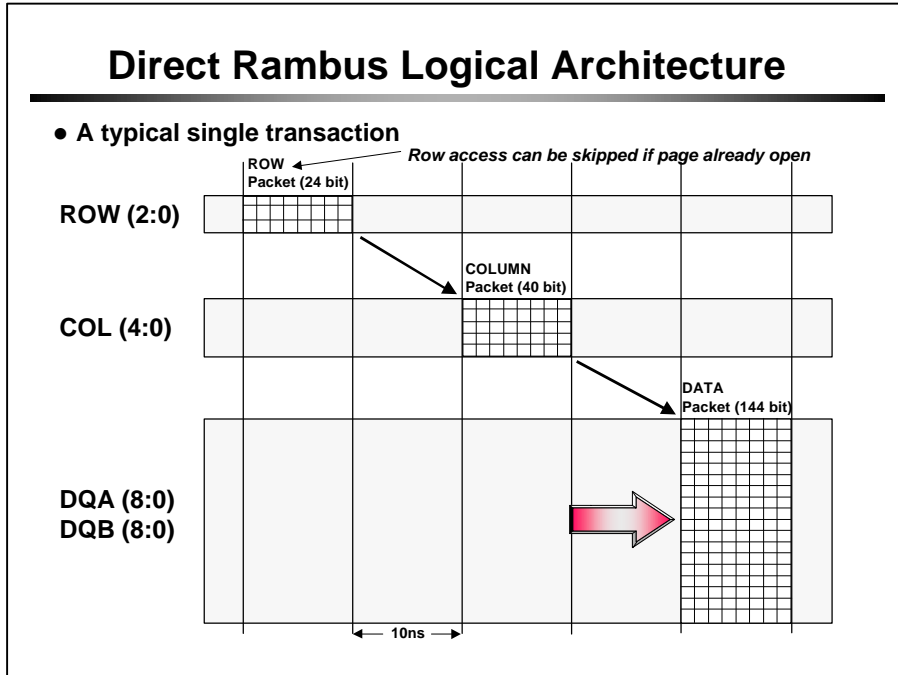 Direct Rambus Logical Architecture
● A typical single transaction
Row access can be skipped if page already open
ROW
Packet (24 bit)
ROW (2:0)
COLUMN
Packet (40 bit)
COL (4:0)
DATA
Packet (144 bit)
DQA (8:0)
DQB (8:0)
10ns